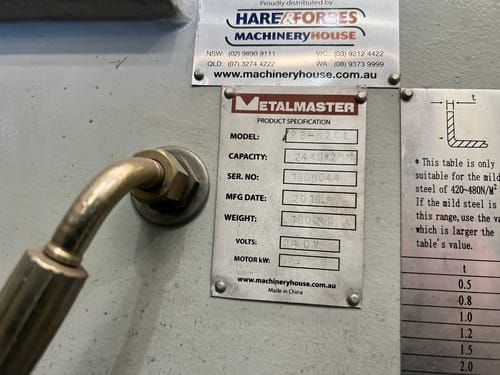 Proudly distributed by
HARE & FORBES
MACHINERYHOUSE
NSW: (02) 9890 9111
VIC: (03) 9212 4422
QLD: (07) 3274 4222
WA: (08) 9373 9999
www.machineryhouse.com.au
METALMASTER
PRODUCT SPECIFICATION
MODEL:
CAPACITY: 2440X2MM
SER. NO:
MFG DATE:
WEIGHT:
VOLTS: 240V
MOTOR kW:
www.machineryhouse.com.au
Made in China
t
* This table is only
suitable for the mild
steel of 420~480N/M²
If the mild steel is
this range, use the va
which is larger the
table's value.
t
0.5
0.8
1.0
1.2
1.5
2.0